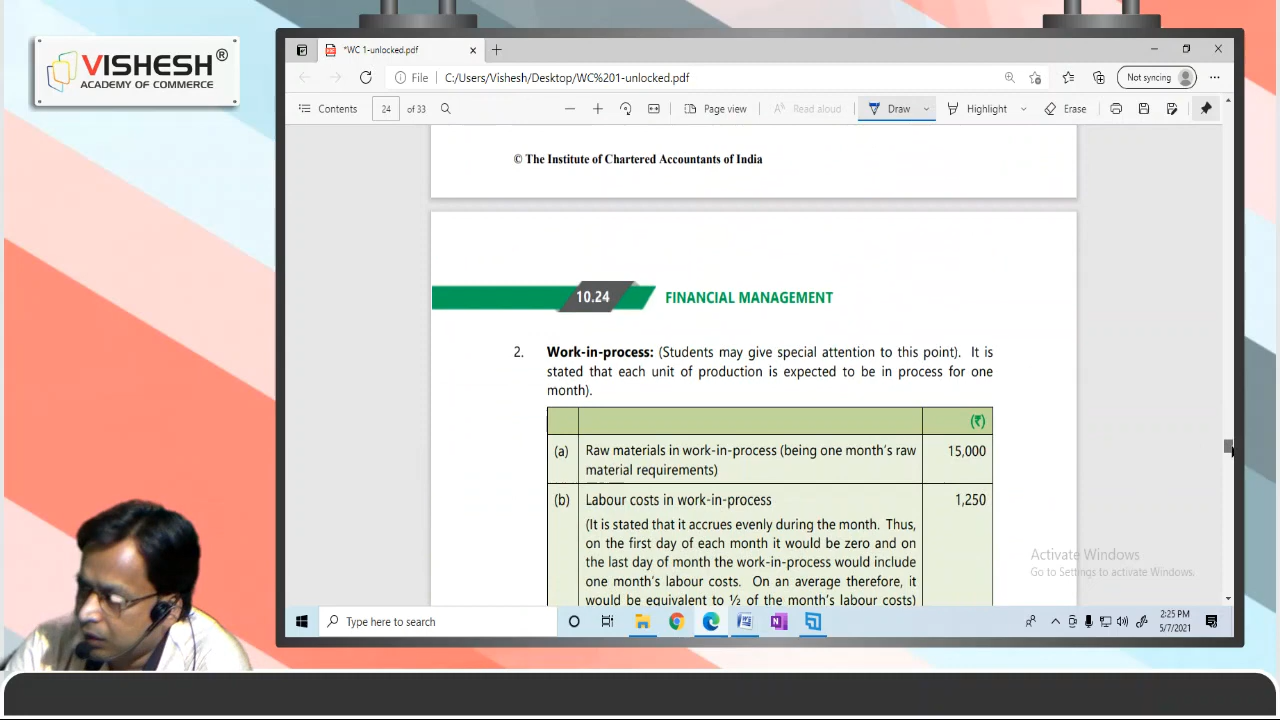 VISHESH®
ACADEMY OF COMMERCE
*WC 1-unlocked.pdf
File C:/Users/Vishesh/Desktop/WC%201-unlocked.pdf
Not syncing
Contents 24 of 33 Page view Read aloud Draw Highlight Erase
© The Institute of Chartered Accountants of India
10.24 FINANCIAL MANAGEMENT
2. Work-in-process: (Students may give special attention to this point). It is
stated that each unit of production is expected to be in process for one
month).
(₹)
(a) Raw materials in work-in-process (being one month's raw 15,000
material requirements)
(b) Labour costs in work-in-process 1,250
(It is stated that it accrues evenly during the month. Thus,
on the first day of each month it would be zero and on
the last day of month the work-in-process would include
one month's labour costs. On an average therefore, it
would be equivalent to ½ of the month's labour costs)
Activate Windows
Go to Settings to activate Windows.
Type here to search
2:25 PM
5/7/2021